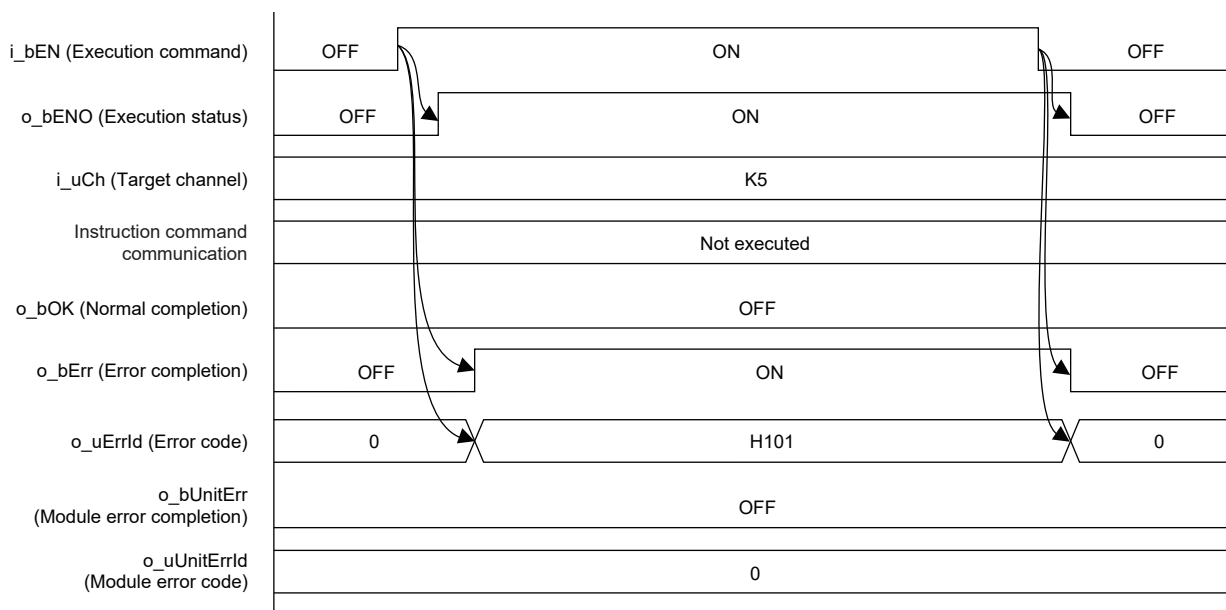 i_bEN (Execution command) OFF ON OFF
o_bENO (Execution status) OFF ON OFF
i_uCh (Target channel) K5
Instruction command
communication
Not executed
o_bOK (Normal completion) OFF
o_bErr (Error completion) OFF ON OFF
o_uErrId (Error code) 0 H101 0
o_bUnitErr
(Module error completion)
OFF
o_uUnitErrId
(Module error code)
0